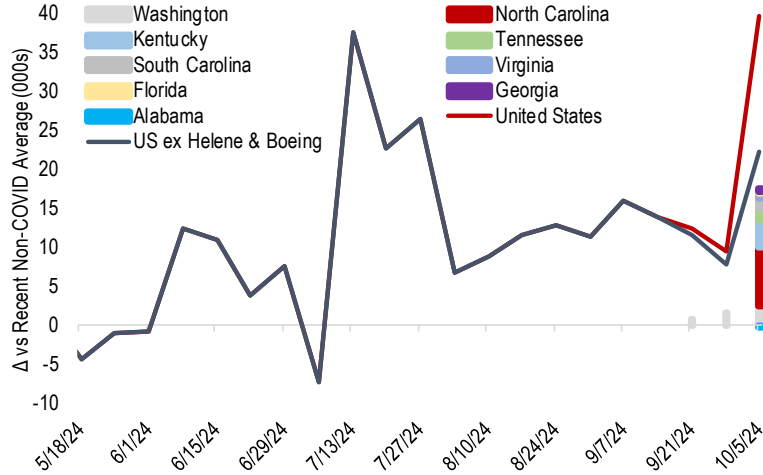 Δ vs Recent Non-COVID Average (000s)
40
35
30
25
20
15
10
5
0
-5
-10
Washington
North Carolina
Kentucky
Tennessee
South Carolina
Virginia
Florida
Georgia
Alabama
United States
US ex Helene & Boeing
5/18/24
6/1/24
6/15/24
6/29/24
7/13/24
7/27/24
8/10/24
8/24/24
9/7/24
9/21/24
10/5/24